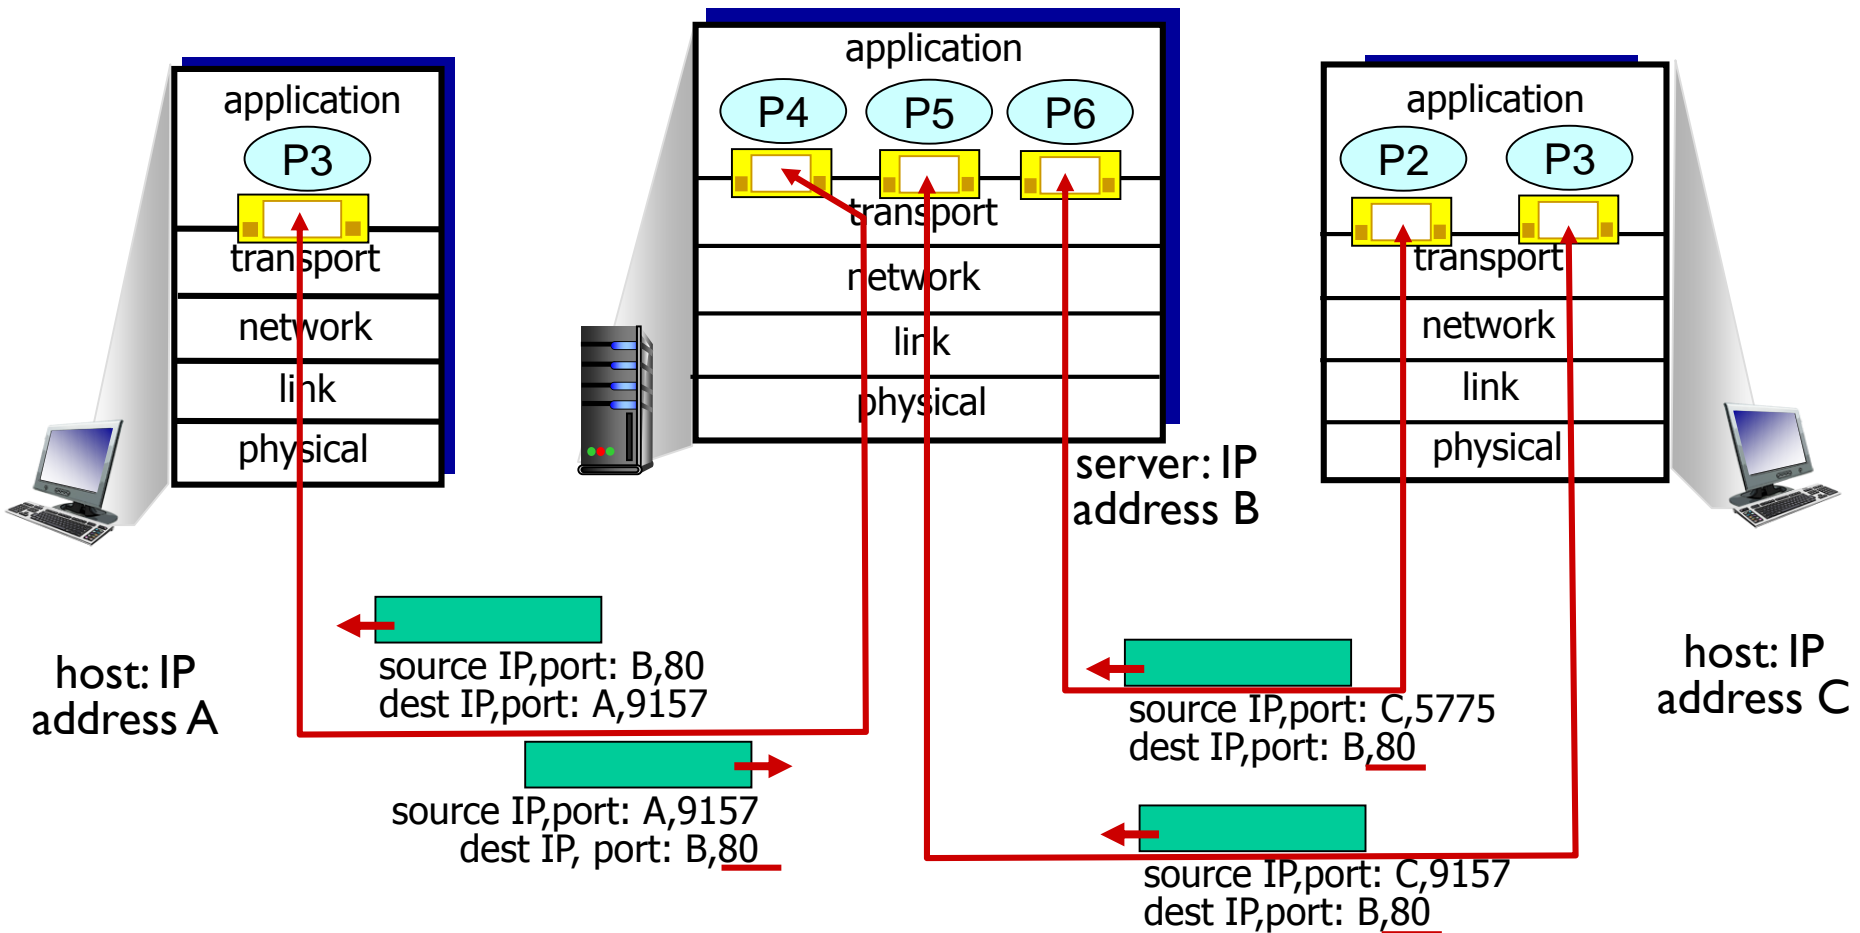 application
P3
transport
network
link
physical
host: IP
address A
application
P4
P5
P6
transport
network
link
physical
server: IP
address B
application
P2
P3
transport
network
link
physical
host: IP
address C
source IP,port: B,80
dest IP,port: A,9157
source IP,port: A,9157
dest IP, port: B,80
source IP,port: C,5775
dest IP,port: B,80
source IP,port: C,9157
dest IP,port: B,80